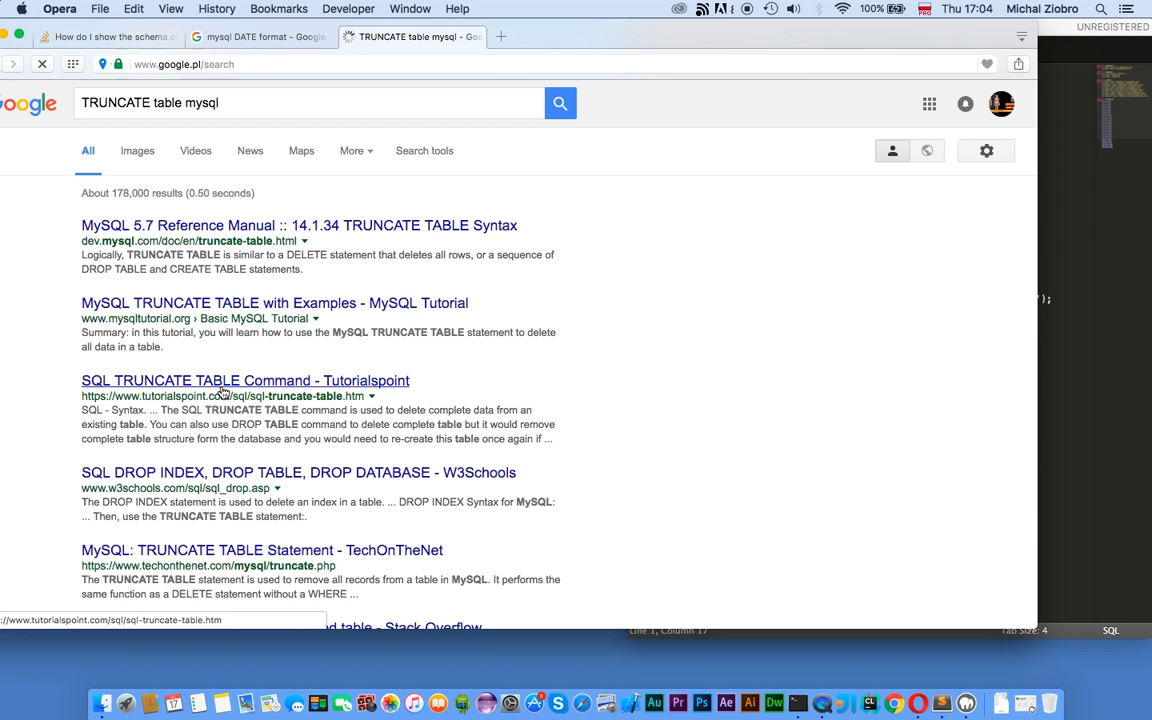 Opera File Edit View History Bookmarks Developer Window Help 100% Thu 17:04 Michal Ziobro
UNREGISTERED
How do I show the schema of mysql DATE format - Google TRUNCATE table mysql - Goo
www.google.pl/search
oogle TRUNCATE table mysql
All Images Videos News Maps More Search tools
About 178,000 results (0.50 seconds)
MySQL 5.7 Reference Manual :: 14.1.34 TRUNCATE TABLE Syntax
dev.mysql.com/doc/en/truncate-table.html
Logically, TRUNCATE TABLE is similar to a DELETE statement that deletes all rows, or a sequence of
DROP TABLE and CREATE TABLE statements.
MySQL TRUNCATE TABLE with Examples - MySQL Tutorial
www.mysqltutorial.org › Basic MySQL Tutorial
Summary: in this tutorial, you will learn how to use the MySQL TRUNCATE TABLE statement to delete
all data in a table.
SQL TRUNCATE TABLE Command - Tutorialspoint
https://www.tutorialspoint.com/sql/sql-truncate-table.htm
SQL - Syntax. ... The SQL TRUNCATE TABLE command is used to delete complete data from an
existing table. You can also use DROP TABLE command to delete complete table but it would remove
complete table structure form the database and you would need to re-create this table once again if ...
SQL DROP INDEX, DROP TABLE, DROP DATABASE - W3Schools
www.w3schools.com/sql/sql_drop.asp
The DROP INDEX statement is used to delete an index in a table. ... DROP INDEX Syntax for MySQL:
... Then, use the TRUNCATE TABLE statement:.
MySQL: TRUNCATE TABLE Statement - TechOnTheNet
https://www.techonthenet.com/mysql/truncate.php
The TRUNCATE TABLE statement is used to remove all records from a table in MySQL. It performs the
same function as a DELETE statement without a WHERE ...
://www.tutorialspoint.com/sql/sql-truncate-table.htm
table - Stack Overflow
');
Line 1, Column 17 Tab Size: 4 SQL
17 Au Pr Ps Ae Ai Dw CL